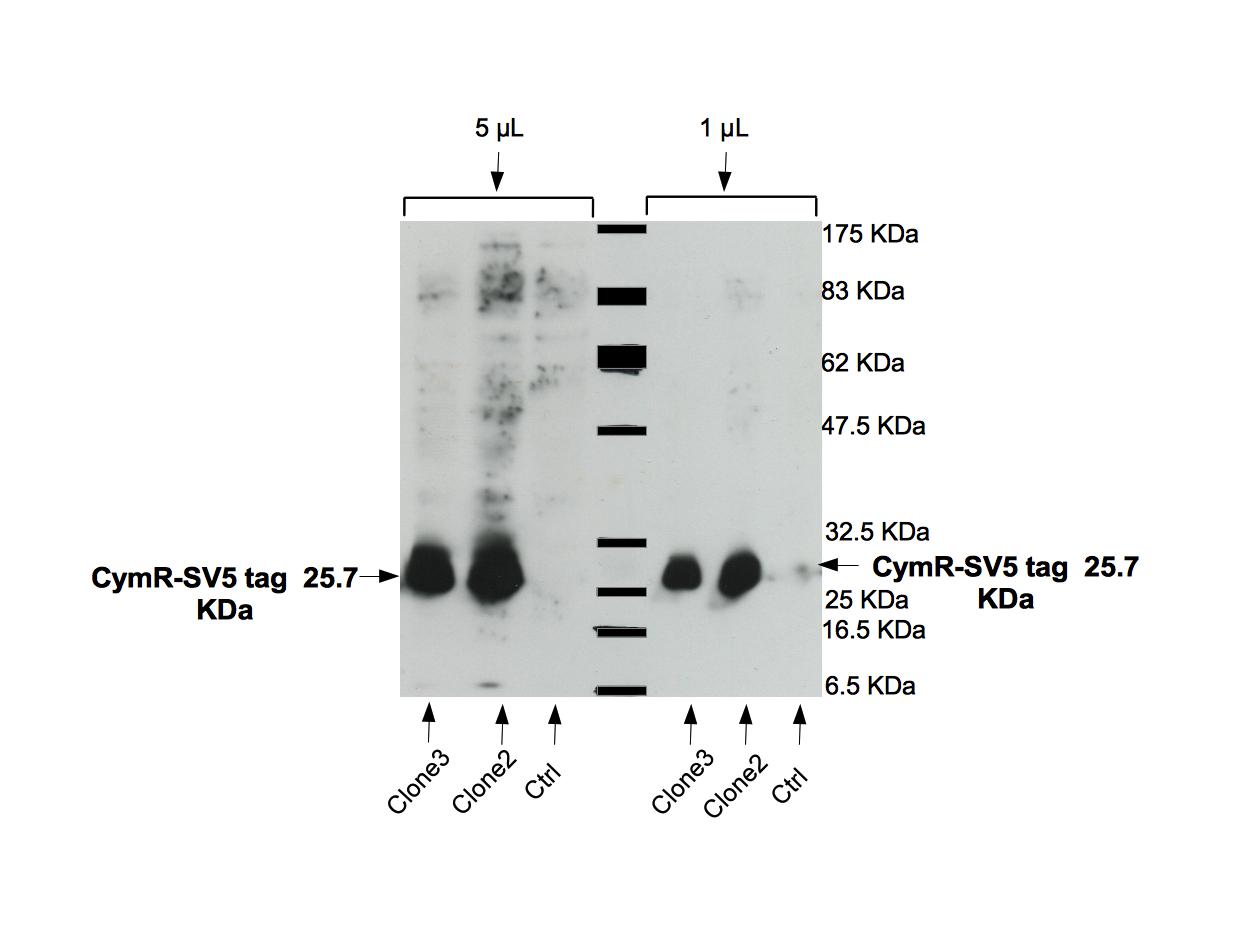 5 µL
1 µL
175 KDa
83 KDa
62 KDa
47.5 KDa
32.5 KDa
CymR-SV5 tag 25.7
KDa
CymR-SV5 tag 25.7
KDa
25 KDa
16.5 KDa
6.5 KDa
Clone3
Clone2
Ctrl
Clone3
Clone2
Ctrl